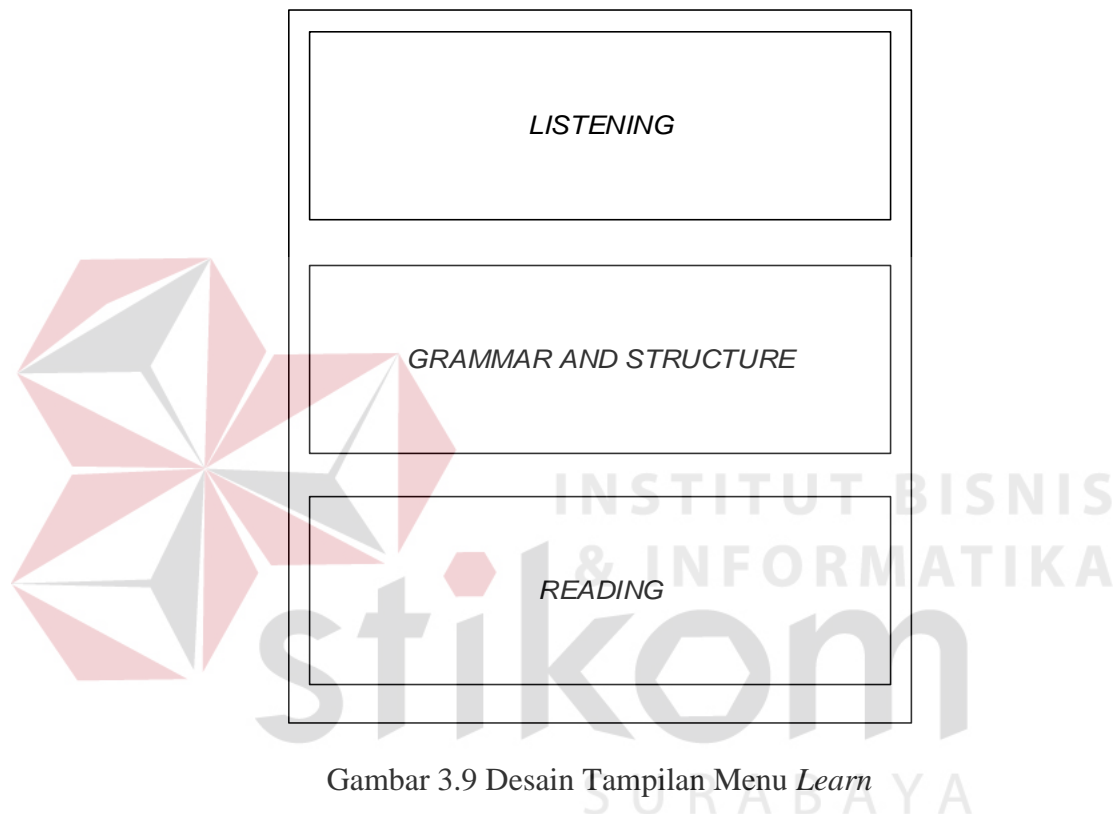 LISTENING
GRAMMAR AND STRUCTURE
INSTITUT BISNIS
& INFORMATIKA
READING
stikom
Gambar 3.9 Desain Tampilan Menu Learn
SURABAYA